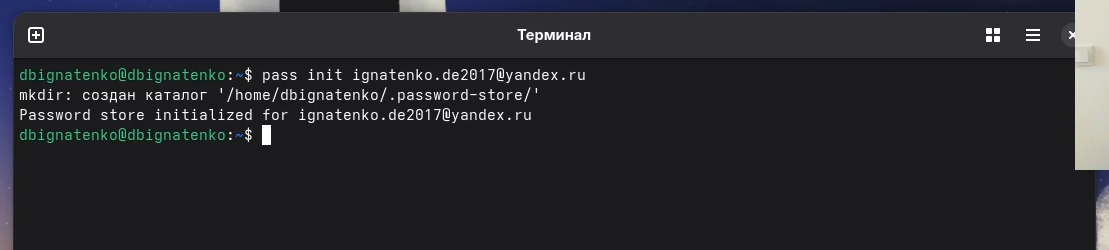 Терминал
dbignatenko@dbignatenko:~$ pass init ignatenko.de2017@yandex.ru
mkdir: создан каталог '/home/dbignatenko/.password-store/'
Password store initialized for ignatenko.de2017@yandex.ru
dbignatenko@dbignatenko:~$